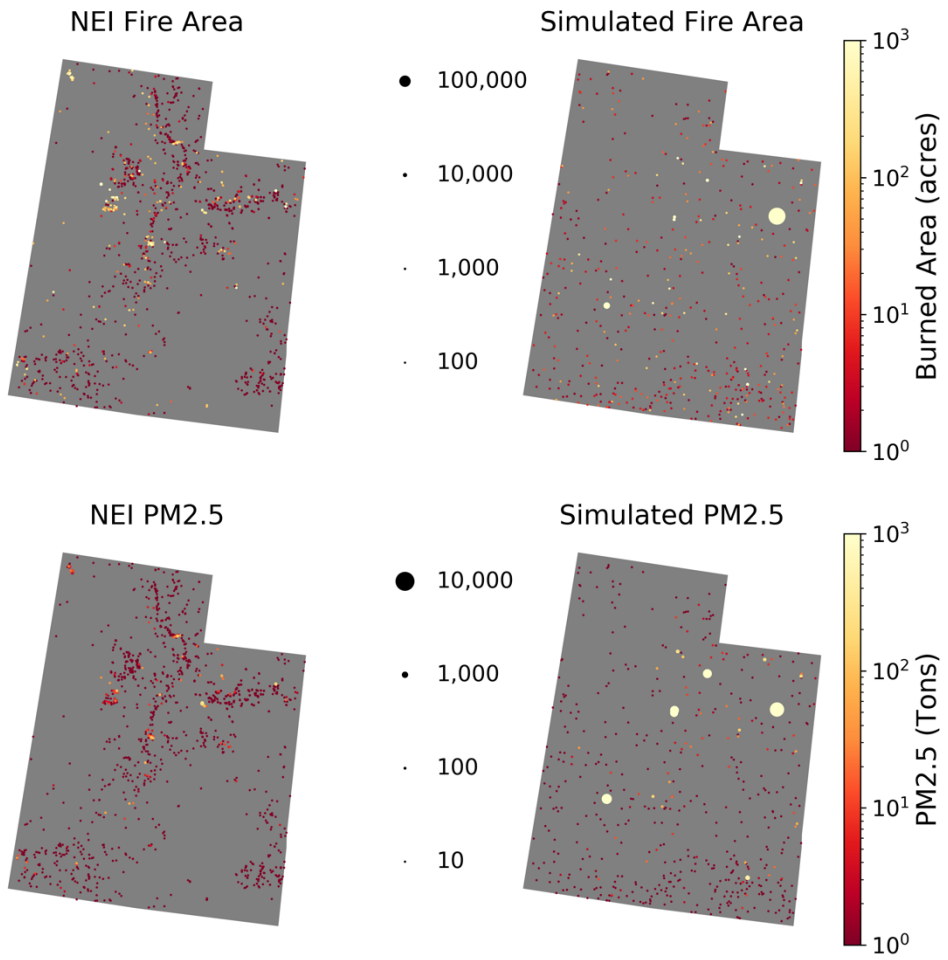 NEI Fire Area
Simulated Fire Area
100,000
10,000
1,000
100
10³
10²
10¹
10⁰
Burned Area (acres)
NEI PM2.5
Simulated PM2.5
10,000
1,000
100
10
10³
10²
10¹
10⁰
PM2.5 (Tons)